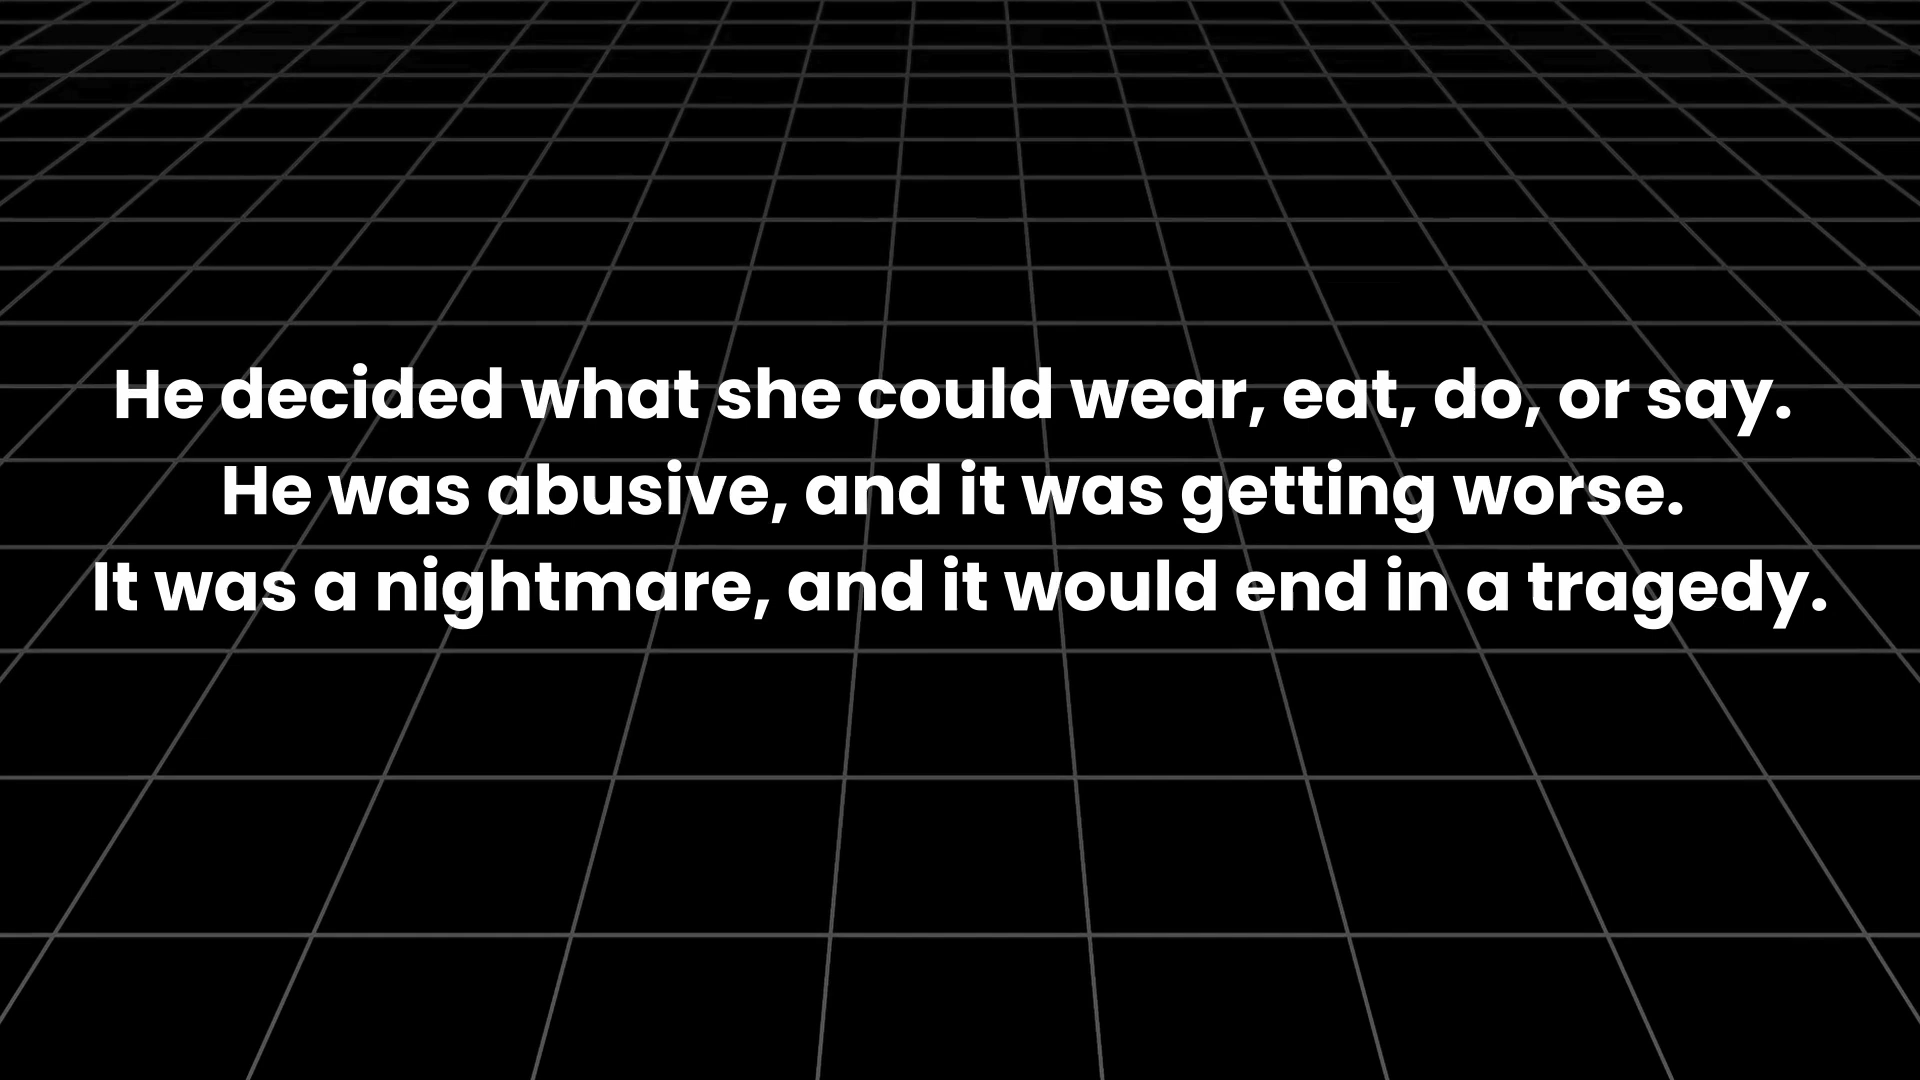 He decided what she could wear, eat, do, or say.
He was abusive, and it was getting worse.
It was a nightmare, and it would end in a tragedy.